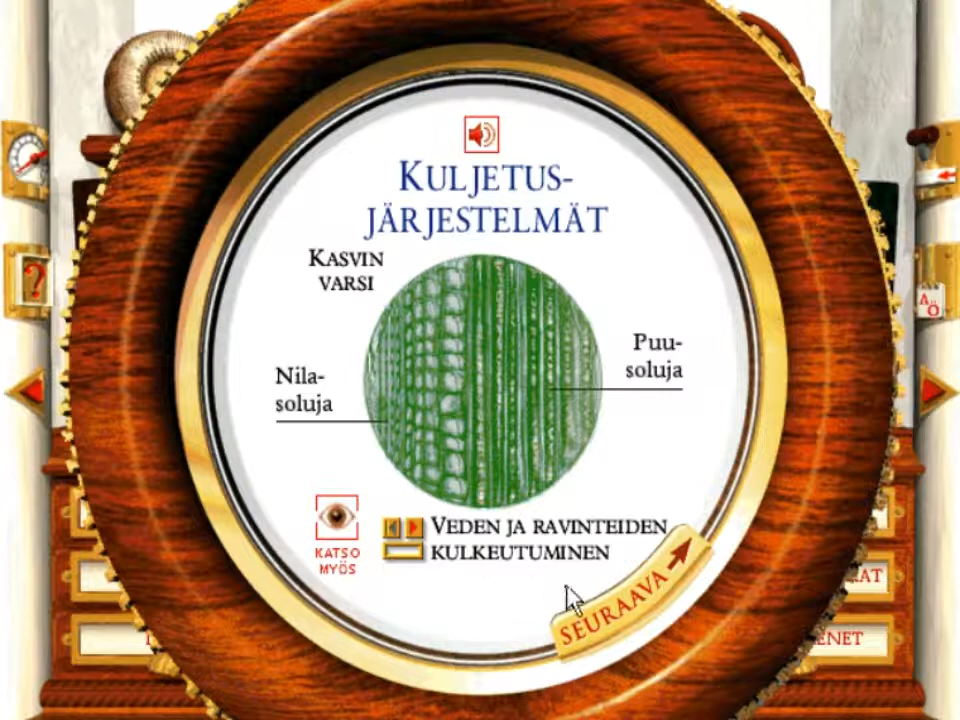 KULJETUS-
JÄRJESTELMÄT
KASVIN
VARSI
Puu-
soluja
Nila-
soluja
KATSO
MYÖS
VEDEN JA RAVINTEIDEN
KULKEUTUMINEN
SEURAAVA
?
A
Ö